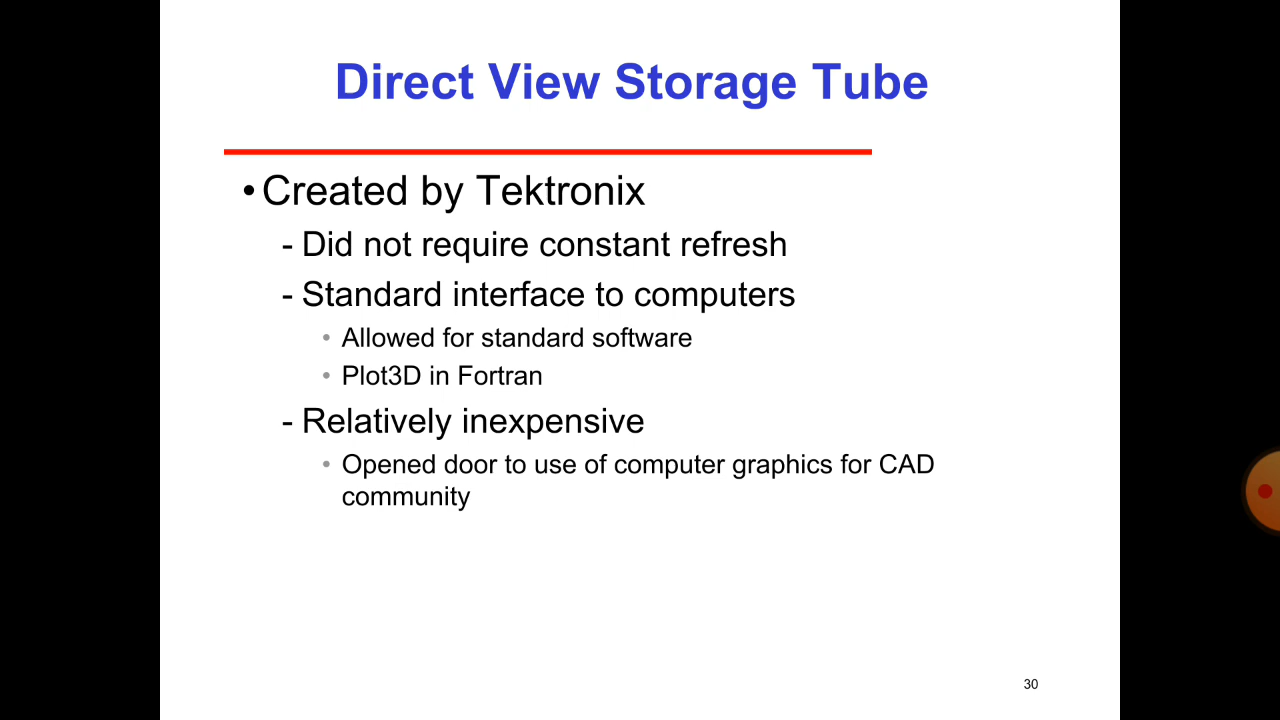 Direct View Storage Tube
•Created by Tektronix
- Did not require constant refresh
- Standard interface to computers
• Allowed for standard software
• Plot3D in Fortran
- Relatively inexpensive
• Opened door to use of computer graphics for CAD
community
30